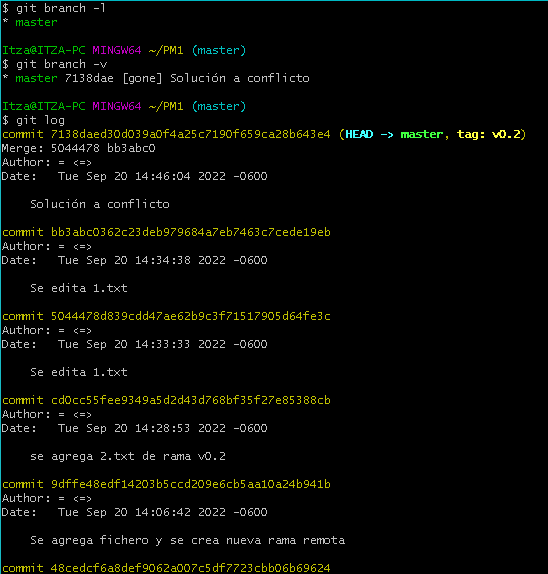 $ git branch -l
* master
Itza@ITZA-PC MINGW64 ~/PM1 (master)
$ git branch -v
* master 7138dae [gone] Solución a conflicto
Itza@ITZA-PC MINGW64 ~/PM1 (master)
$ git log
commit 7138daed30d039a0f4a25c7190f659ca28b643e4 (HEAD -> master, tag: v0.2)
Merge: 5044478 bb3abc0
Author: = <=>
Date:   Tue Sep 20 14:46:04 2022 -0600
Solución a conflicto
commit bb3abc0362c23deb979684a7eb7463c7cede19eb
Author: = <=>
Date:   Tue Sep 20 14:34:38 2022 -0600
Se edita 1.txt
commit 5044478d839cdd47ae62b9c3f71517905d64fe3c
Author: = <=>
Date:   Tue Sep 20 14:33:33 2022 -0600
Se edita 1.txt
commit cd0cc55fee9349a5d2d43d768bf35f27e85388cb
Author: = <=>
Date:   Tue Sep 20 14:28:53 2022 -0600
se agrega 2.txt de rama v0.2
commit 9dffe48edf14203b5ccd209e6cb5aa10a24b941b
Author: = <=>
Date:   Tue Sep 20 14:06:42 2022 -0600
Se agrega fichero y se crea nueva rama remota
commit 48cedcf6a8def9062a007c5df7723cbb06b69624